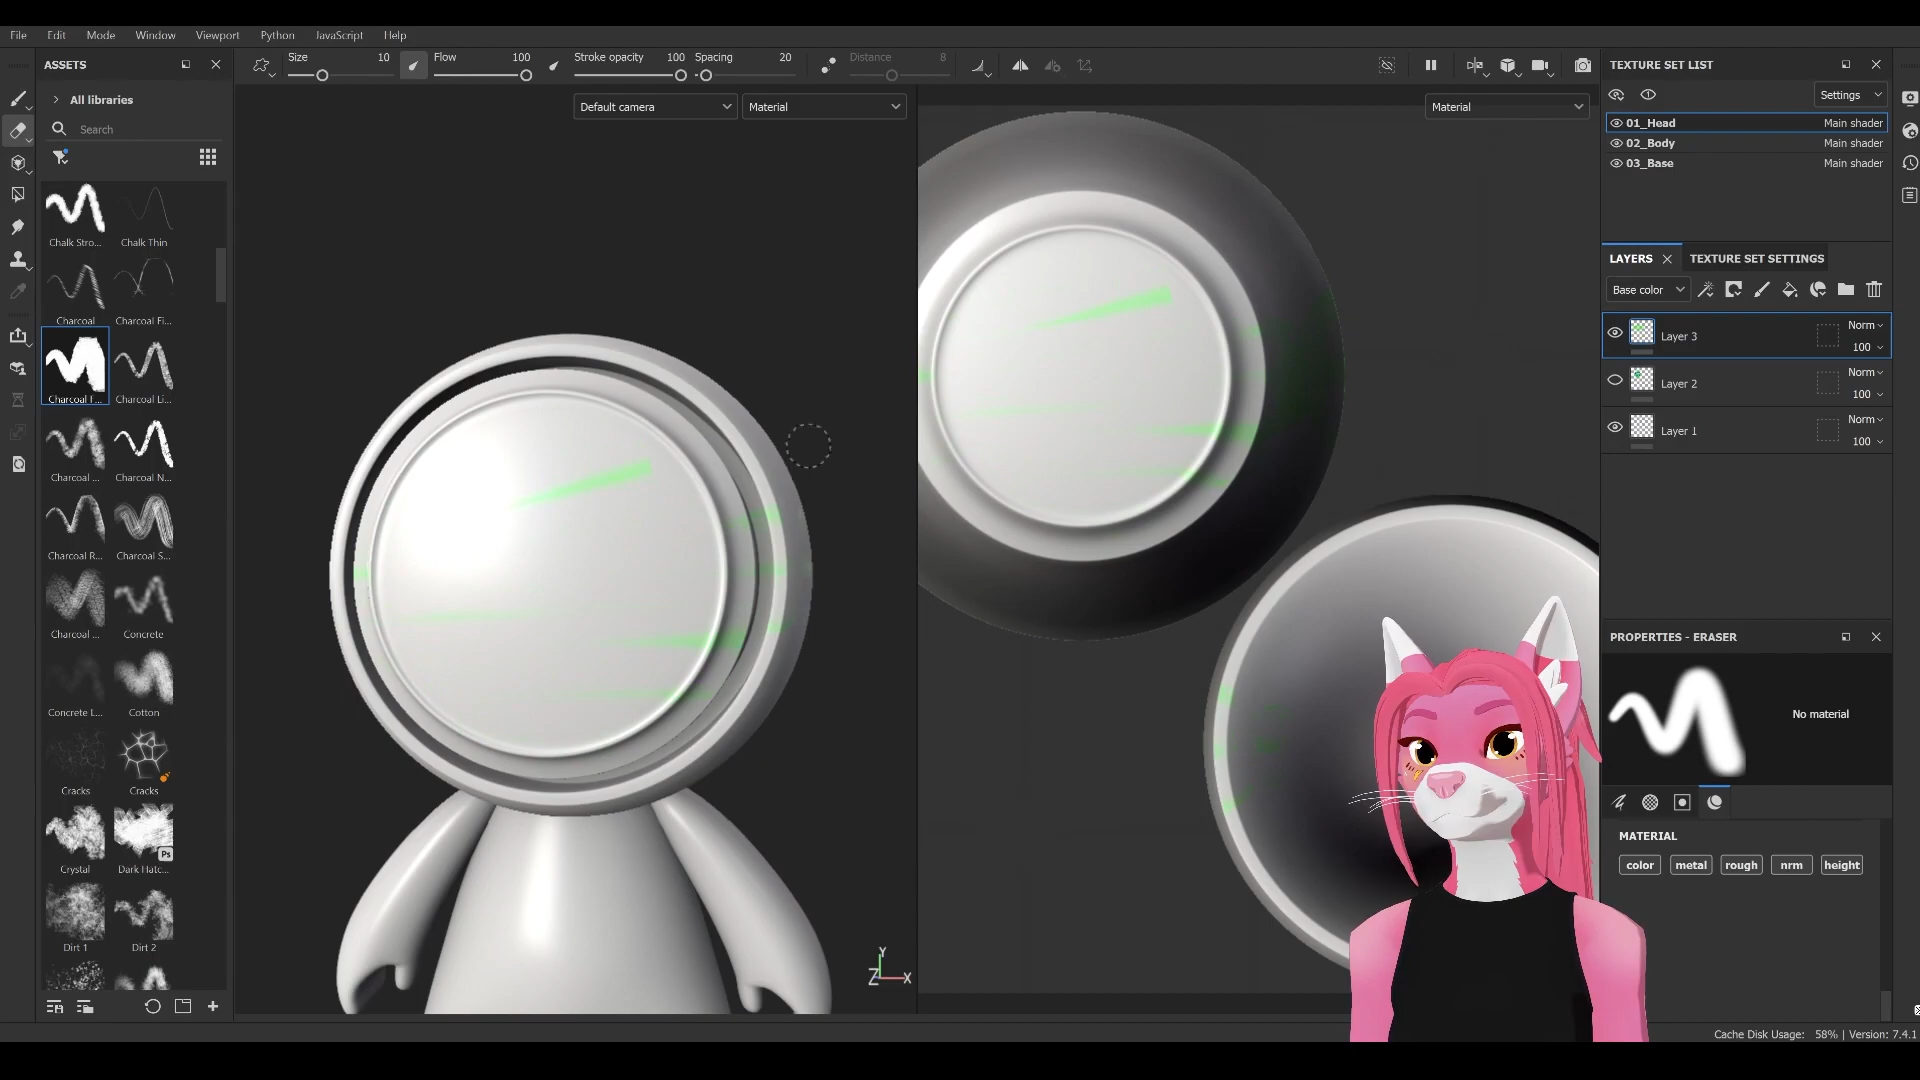 File Edit Mode Window Viewport Python JavaScript Help
ASSETS
All libraries
Search
Chalk Stro... Chalk Thin
Charcoal Charcoal Fi...
Charcoal F... Charcoal Li...
Charcoal ... Charcoal N...
Charcoal R... Charcoal S...
Charcoal ... Concrete
Concrete L... Cotton
Cracks Cracks
Crystal Dark Hatc...
Ps
Dirt 1 Dirt 2
Size 10 Flow 100 Stroke opacity 100 Spacing 20 Distance 8
Default camera Material
Material
Y
Z X
TEXTURE SET LIST
Settings
01_Head Main shader
02_Body Main shader
03_Base Main shader
LAYERS TEXTURE SET SETTINGS
Base color
Layer 3 Norm 100
Layer 2 Norm 100
Layer 1 Norm 100
PROPERTIES - ERASER
No material
MATERIAL
color metal rough nrm height
Cache Disk Usage: 58% | Version: 7.4.1